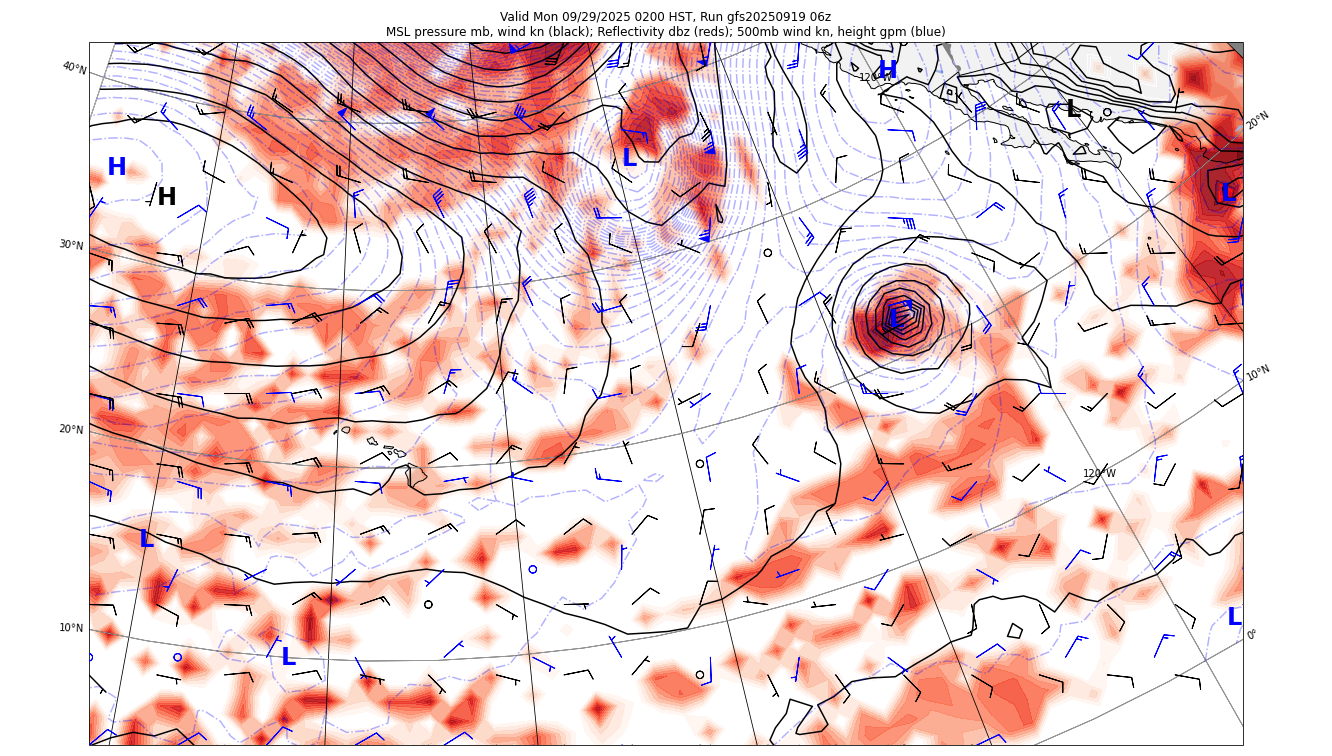 Valid Mon 09/29/2025 0200 HST, Run gfs20250919 06z
MSL pressure mb, wind kn (black); Reflectivity dbz (reds); 500mb wind kn, height gpm (blue)
40°N
120°W
H
L
20°N
H
L
H
L
30°N
L
10°N
20°N
120°W
L
10°N
L
0°
L